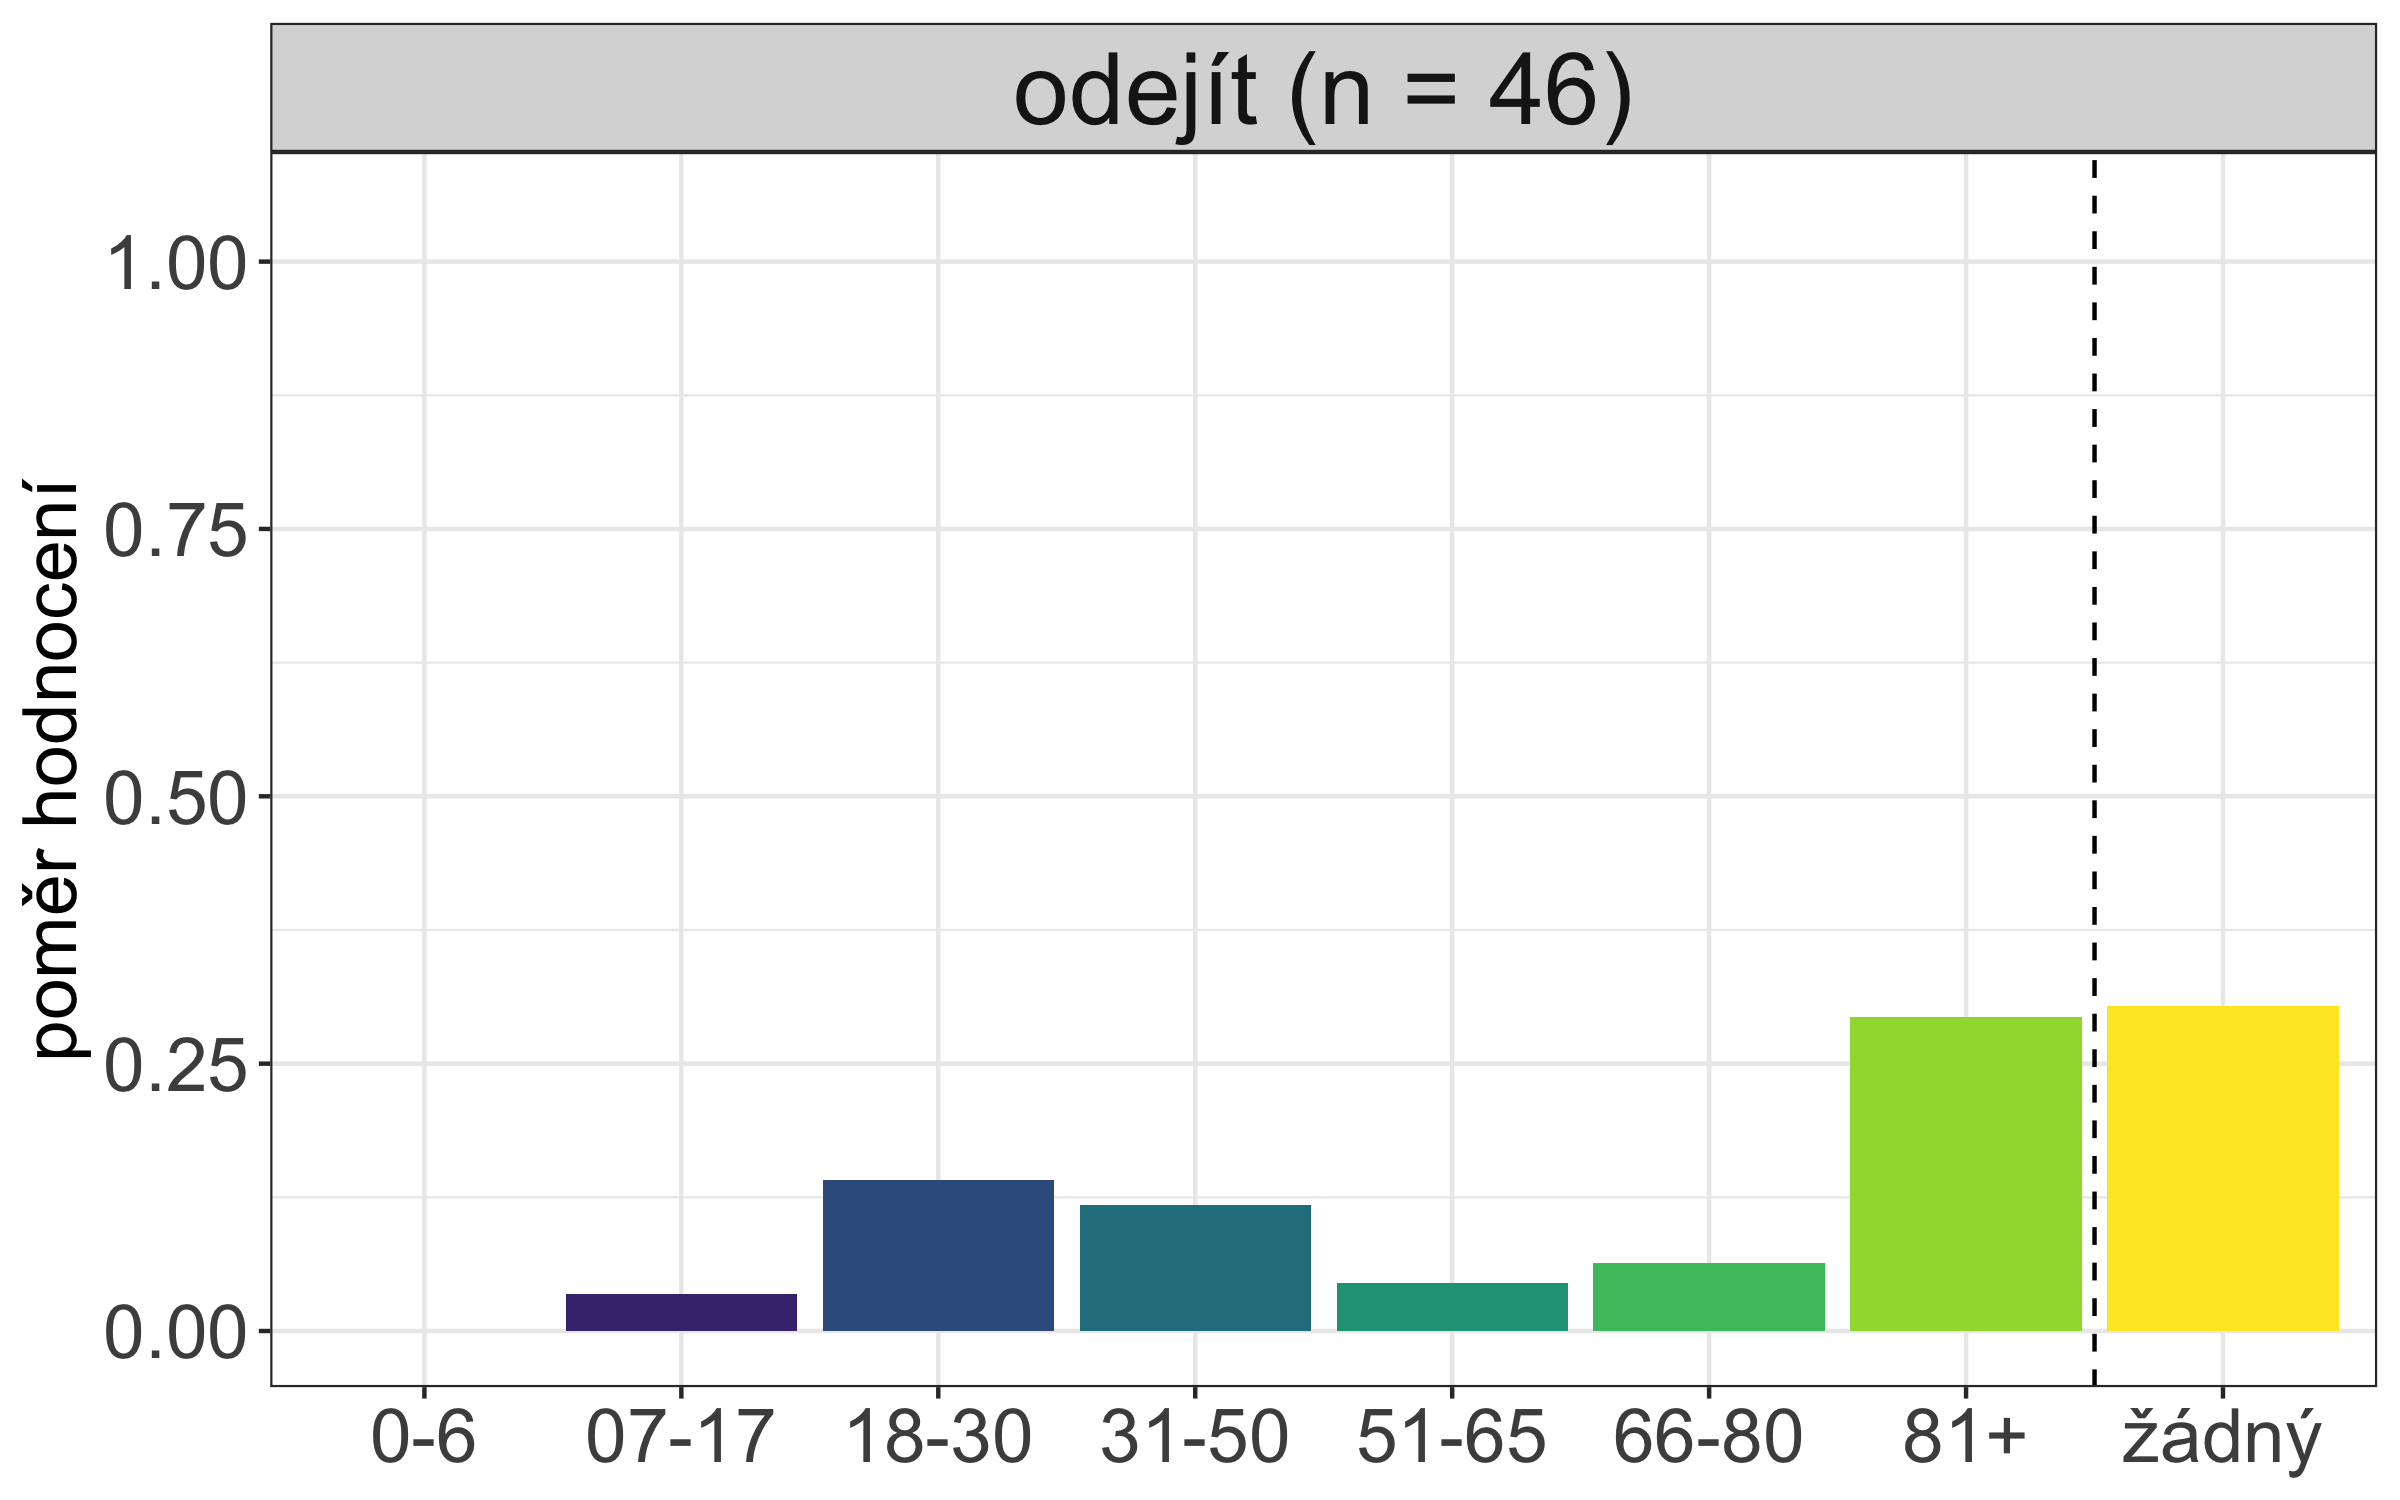 odejít (n = 46)
poměr hodnocení
1.00
0.75
0.50
0.25
0.00
0-6 07-17 18-30 31-50 51-65 66-80 81+ žádný